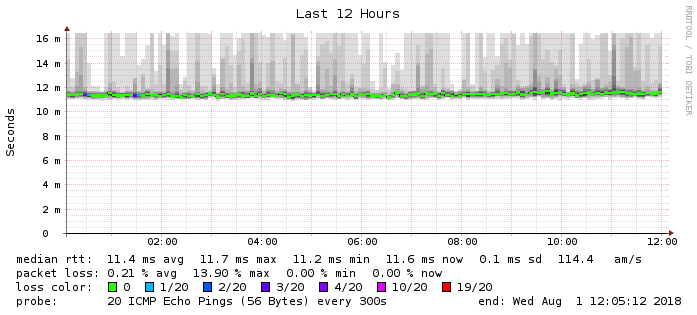 Last 12 Hours
RRDTOOL / TOBI OETIKER
Seconds
16 m
14 m
12 m
10 m
8 m
6 m
4 m
2 m
0
02:00 04:00 06:00 08:00 10:00 12:00
median rtt: 11.4 ms avg 11.7 ms max 11.2 ms min 11.6 ms now 0.1 ms sd 114.4 am/s
packet loss: 0.21 % avg 13.90 % max 0.00 % min 0.00 % now
loss color: 0 1/20 2/20 3/20 4/20 10/20 19/20
probe: 20 ICMP Echo Pings (56 Bytes) every 300s end: Wed Aug 1 12:05:12 2018